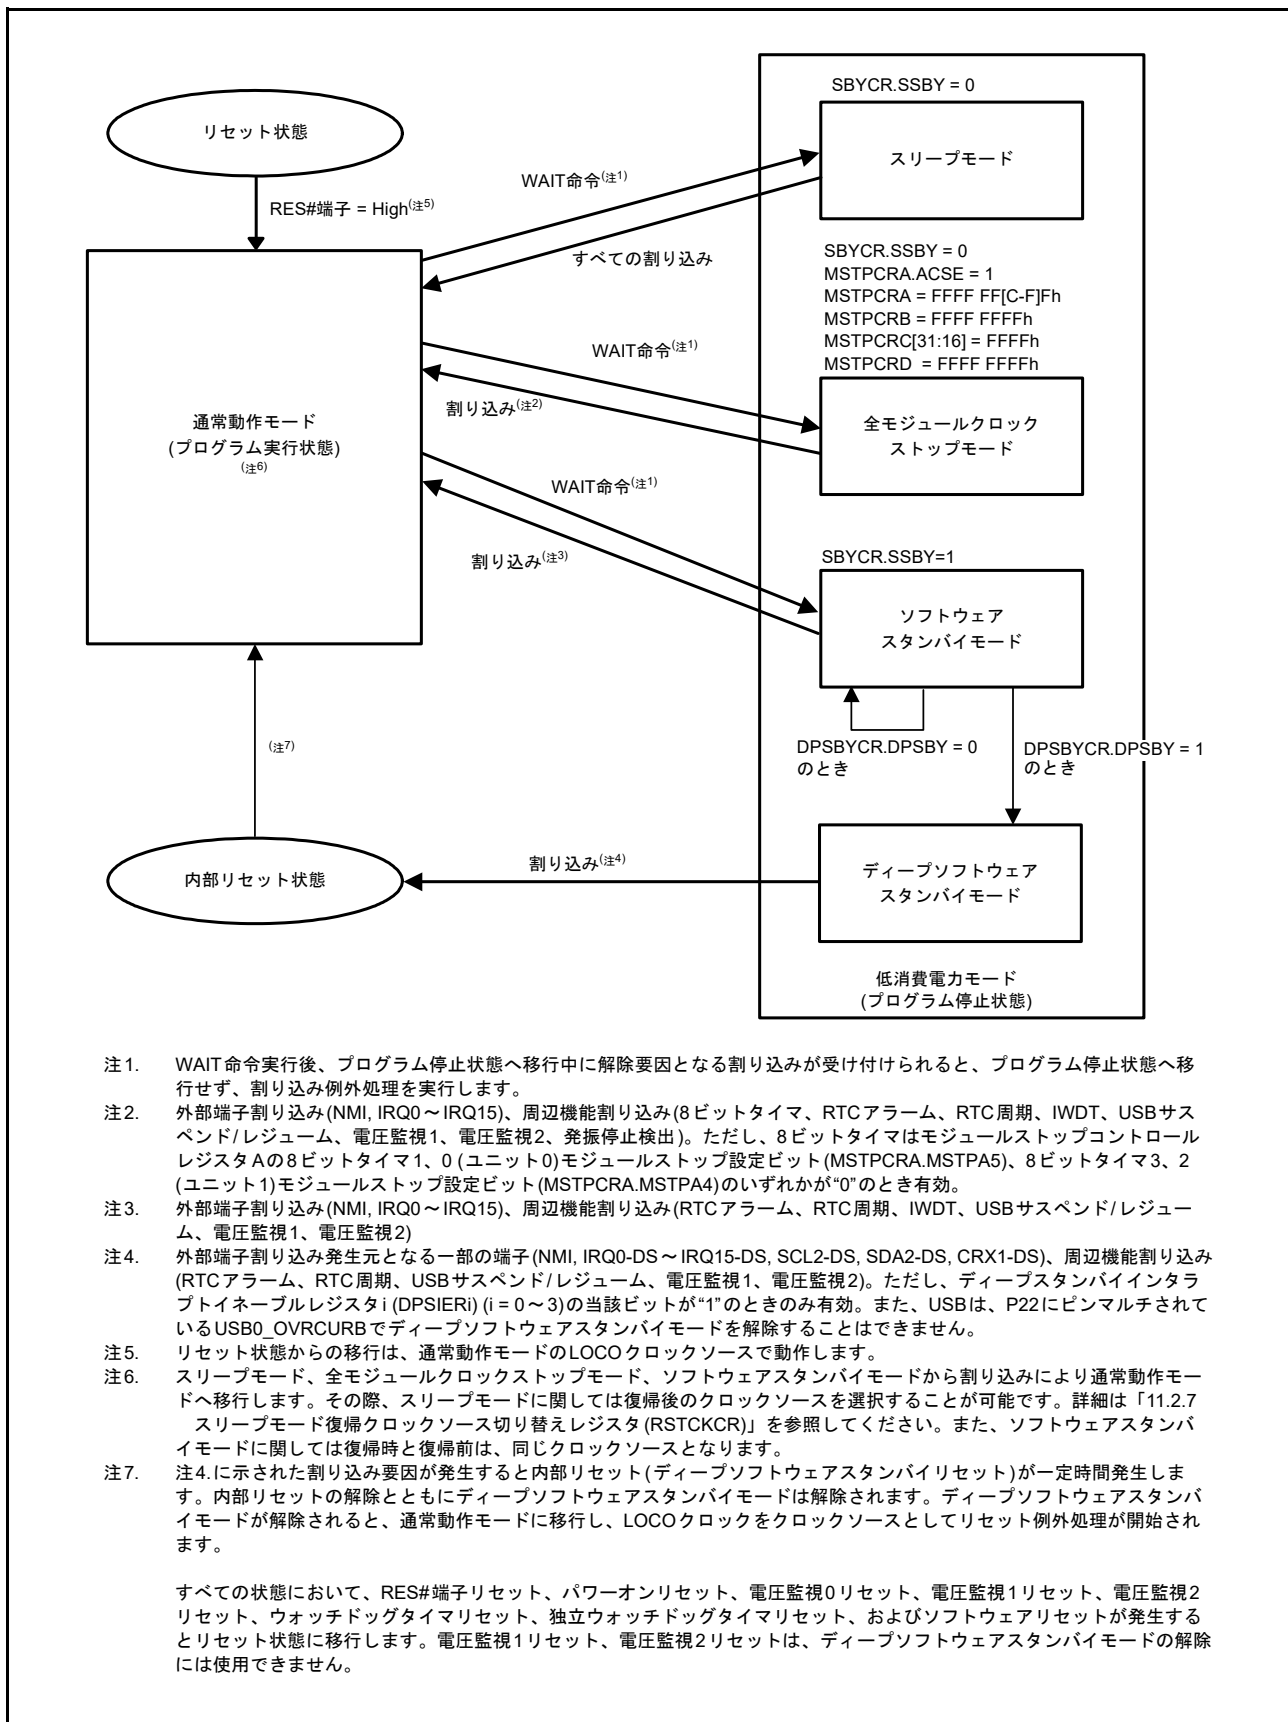 SBYCR.SSBY = 0
リセット状態
スリープモード
WAIT命令(注1)
RES#端子 = High(注5)
すべての割り込み
SBYCR.SSBY = 0
MSTPCRA.ACSE = 1
MSTPCRA = FFFF FF[C-F]Fh
MSTPCRB = FFFF FFFFh
MSTPCRC[31:16] = FFFFh
MSTPCRD = FFFF FFFFh
WAIT命令(注1)
割り込み(注2)
全モジュールクロック
ストップモード
通常動作モード
(プログラム実行状態)
(注6)
WAIT命令(注1)
割り込み(注3)
SBYCR.SSBY=1
ソフトウェア
スタンバイモード
(注7)
DPSBYCR.DPSBY = 0
のとき
DPSBYCR.DPSBY = 1
のとき
内部リセット状態
割り込み(注4)
ディープソフトウェア
スタンバイモード
低消費電力モード
(プログラム停止状態)
注1. WAIT命令実行後、プログラム停止状態へ移行中に解除要因となる割り込みが受け付けられると、プログラム停止状態へ移
行せず、割り込み例外処理を実行します。
注2. 外部端子割り込み(NMI, IRQ0～IRQ15)、周辺機能割り込み(8ビットタイマ、RTCアラーム、RTC周期、IWDT、USBサス
ペンド/レジューム、電圧監視1、電圧監視2、発振停止検出)。ただし、8ビットタイマはモジュールストップコントロール
レジスタAの8ビットタイマ1、0 (ユニット0)モジュールストップ設定ビット(MSTPCRA.MSTPA5)、8ビットタイマ3、2
(ユニット1)モジュールストップ設定ビット(MSTPCRA.MSTPA4)のいずれかが“0”のとき有効。
注3. 外部端子割り込み(NMI, IRQ0～IRQ15)、周辺機能割り込み(RTCアラーム、RTC周期、IWDT、USBサスペンド/レジュー
ム、電圧監視1、電圧監視2)
注4. 外部端子割り込み発生元となる一部の端子(NMI, IRQ0-DS～IRQ15-DS, SCL2-DS, SDA2-DS, CRX1-DS)、周辺機能割り込み
(RTCアラーム、RTC周期、USBサスペンド/レジューム、電圧監視1、電圧監視2)。ただし、ディープスタンバイインタラ
プトイネーブルレジスタi (DPSIERi) (i = 0～3)の当該ビットが“1”のときのみ有効。また、USBは、P22にピンマルチされて
いるUSB0_OVRCURBでディープソフトウェアスタンバイモードを解除することはできません。
注5. リセット状態からの移行は、通常動作モードのLOCOクロックソースで動作します。
注6. スリープモード、全モジュールクロックストップモード、ソフトウェアスタンバイモードから割り込みにより通常動作モー
ドへ移行します。その際、スリープモードに関しては復帰後のクロックソースを選択することが可能です。詳細は「11.2.7
スリープモード復帰クロックソース切り替えレジスタ(RSTCKCR)」を参照してください。また、ソフトウェアスタンバ
イモードに関しては復帰時と復帰前は、同じクロックソースとなります。
注7. 注4.に示された割り込み要因が発生すると内部リセット(ディープソフトウェアスタンバイリセット)が一定時間発生しま
す。内部リセットの解除とともにディープソフトウェアスタンバイモードは解除されます。ディープソフトウェアスタンバ
イモードが解除されると、通常動作モードに移行し、LOCOクロックをクロックソースとしてリセット例外処理が開始され
ます。
すべての状態において、RES#端子リセット、パワーオンリセット、電圧監視0リセット、電圧監視1リセット、電圧監視2
リセット、ウォッチドッグタイマリセット、独立ウォッチドッグタイマリセット、およびソフトウェアリセットが発生する
とリセット状態に移行します。電圧監視1リセット、電圧監視2リセットは、ディープソフトウェアスタンバイモードの解除
には使用できません。